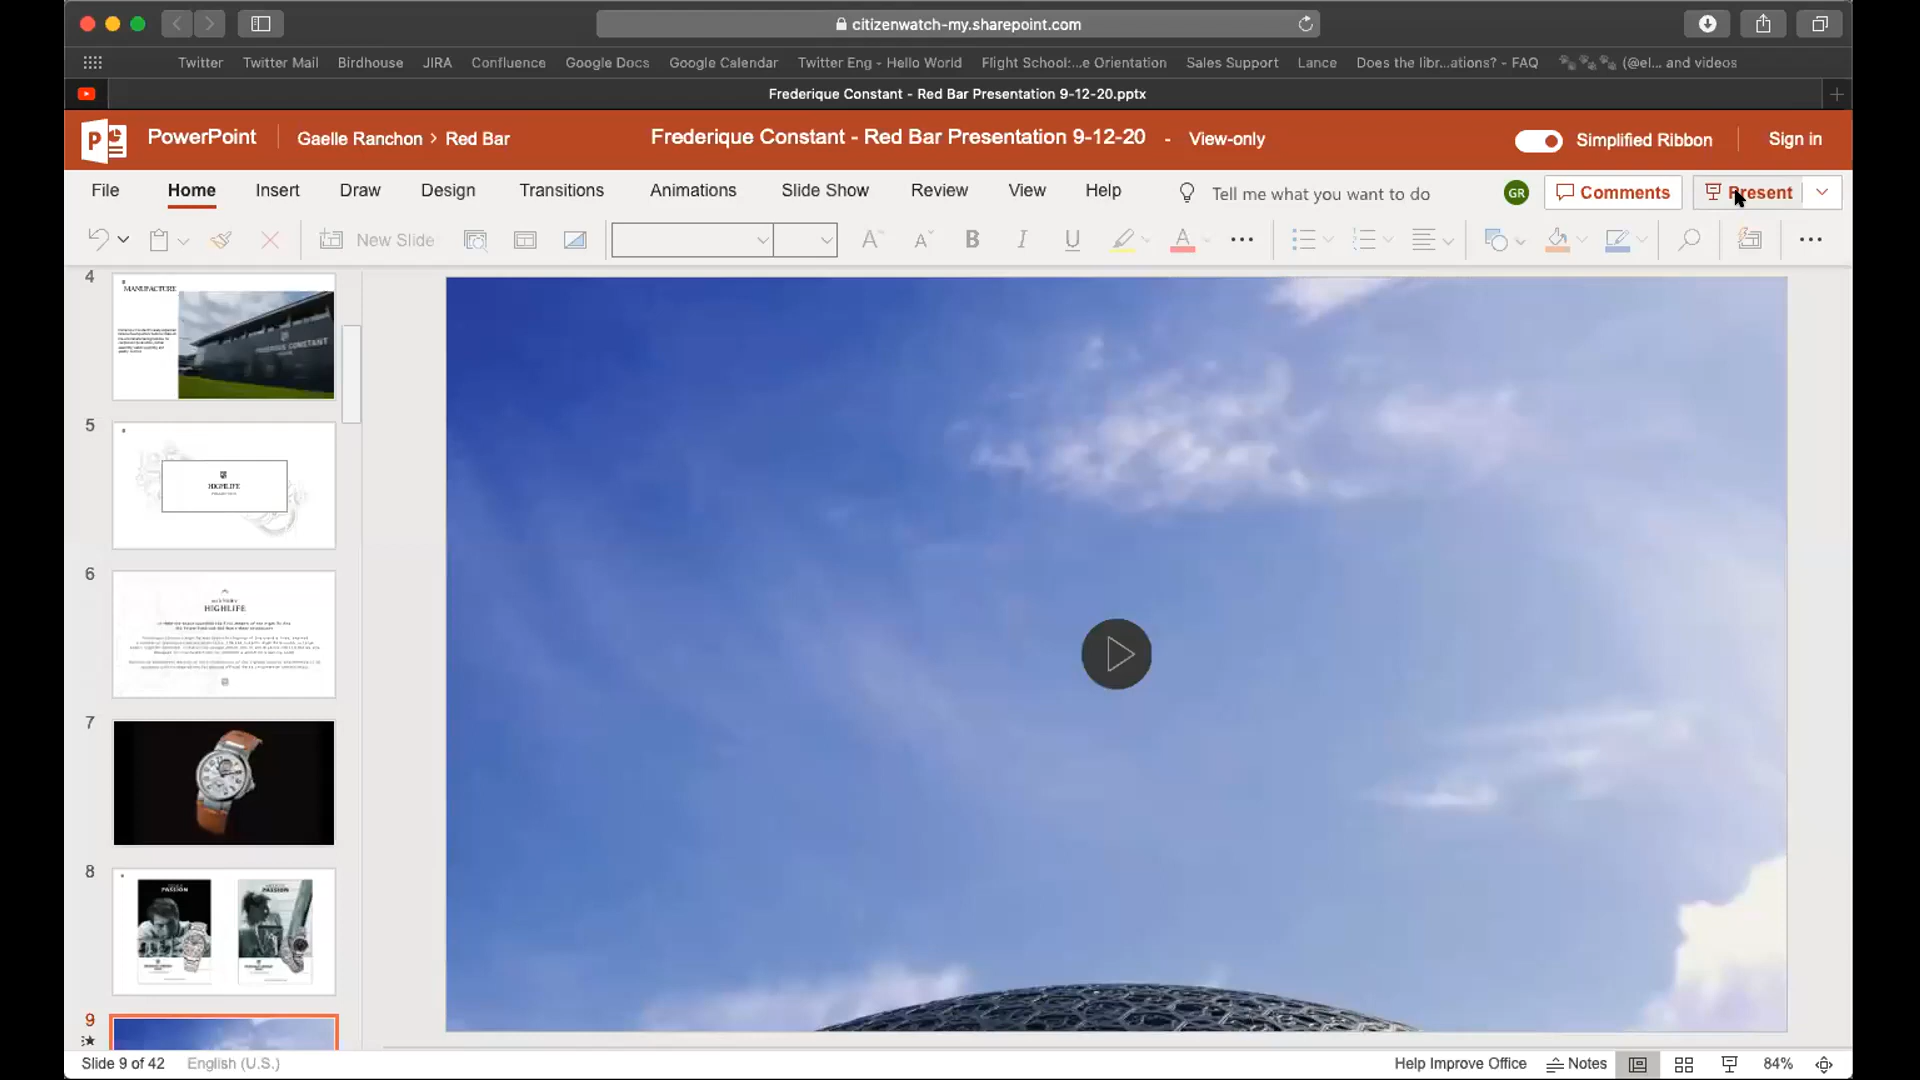 citizenwatch-my.sharepoint.com
Twitter Twitter Mail Birdhouse JIRA Confluence Google Docs Google Calendar Twitter Eng - Hello World Flight School:...e Orientation Sales Support Lance Does the libr...ations? - FAQ (@el... and videos
Frederique Constant - Red Bar Presentation 9-12-20.pptx
PowerPoint Gaelle Ranchon > Red Bar Frederique Constant - Red Bar Presentation 9-12-20 - View-only Simplified Ribbon Sign in
File Home Insert Draw Design Transitions Animations Slide Show Review View Help Tell me what you want to do GR Comments Present
New Slide
4
MANUFACTURE
FREDERIQUE CONSTANT
5
HIGHLIFE
6
HIGHLIFE
7
8
PASSION PASSION
9
Slide 9 of 42 English (U.S.) Help Improve Office Notes 84%